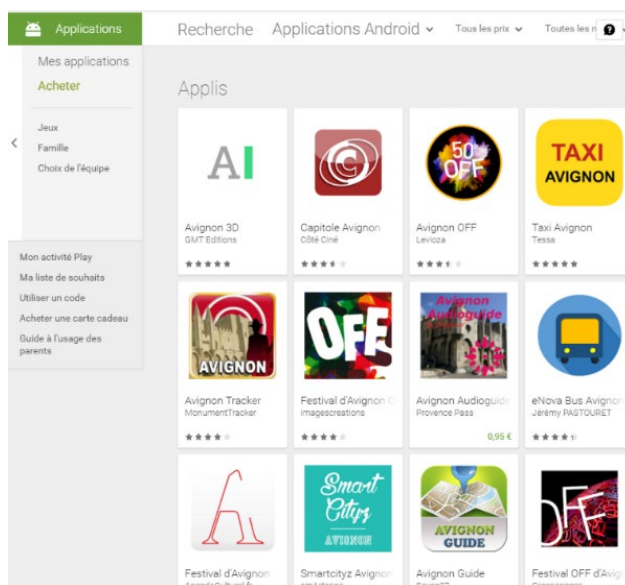 Applications
Recherche
Applications Android
Tous les prix
Toutes les n
Mes applications
Acheter
Jeux
Famille
Choix de l'équipe
Mon activité Play
Ma liste de souhaits
Utiliser un code
Acheter une carte cadeau
Guide à l'usage des
parents
Applis
AI
Avignon 3D
GMT Editions
C
Capitole Avignon
Côté Ciné
50
OFF
Avignon OFF
Levioza
TAXI
AVIGNON
Taxi Avignon
Tessa
AVIGNON
Avignon Tracker
MonumentTracker
OFF
Festival d'Avignon
imagescreations
Avignon
Audioguide
Avignon Audioguide
Provence Pass
0,95 €
eNova Bus Avignon
Jérémy PASTOURET
A
Festival d'Avignon
Smart
Cityz
AVIGNON
Smartcityz Avignon
AVIGNON
GUIDE
Avignon Guide
OFF
Festival OFF d'Avig